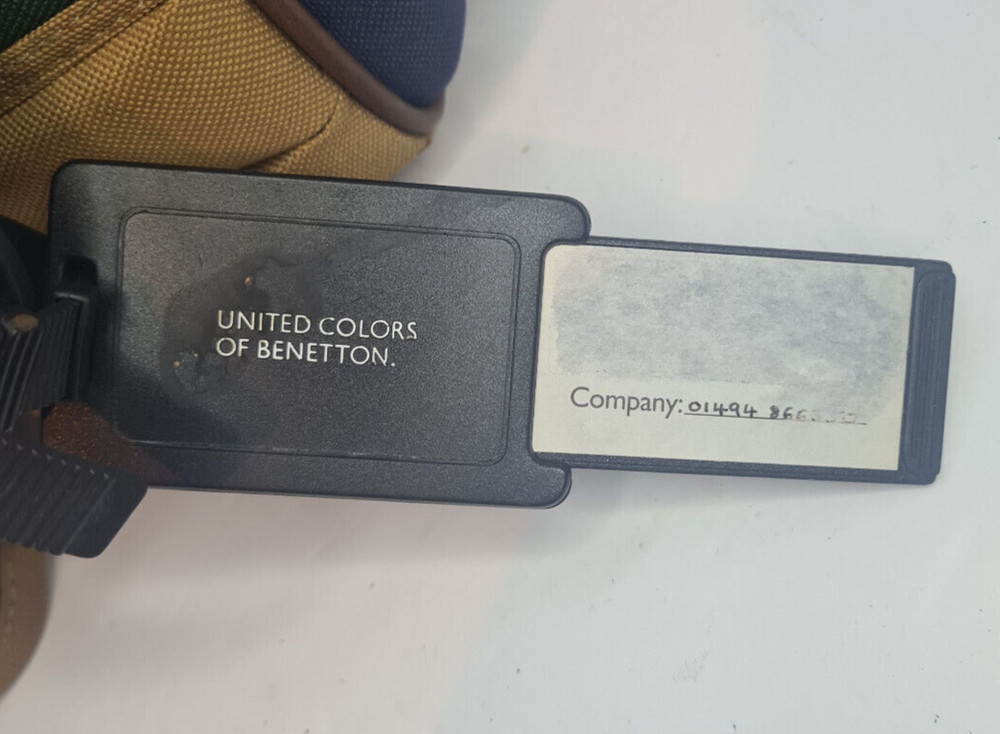 UNITED COLORS
OF BENETTON.
Company: 01494